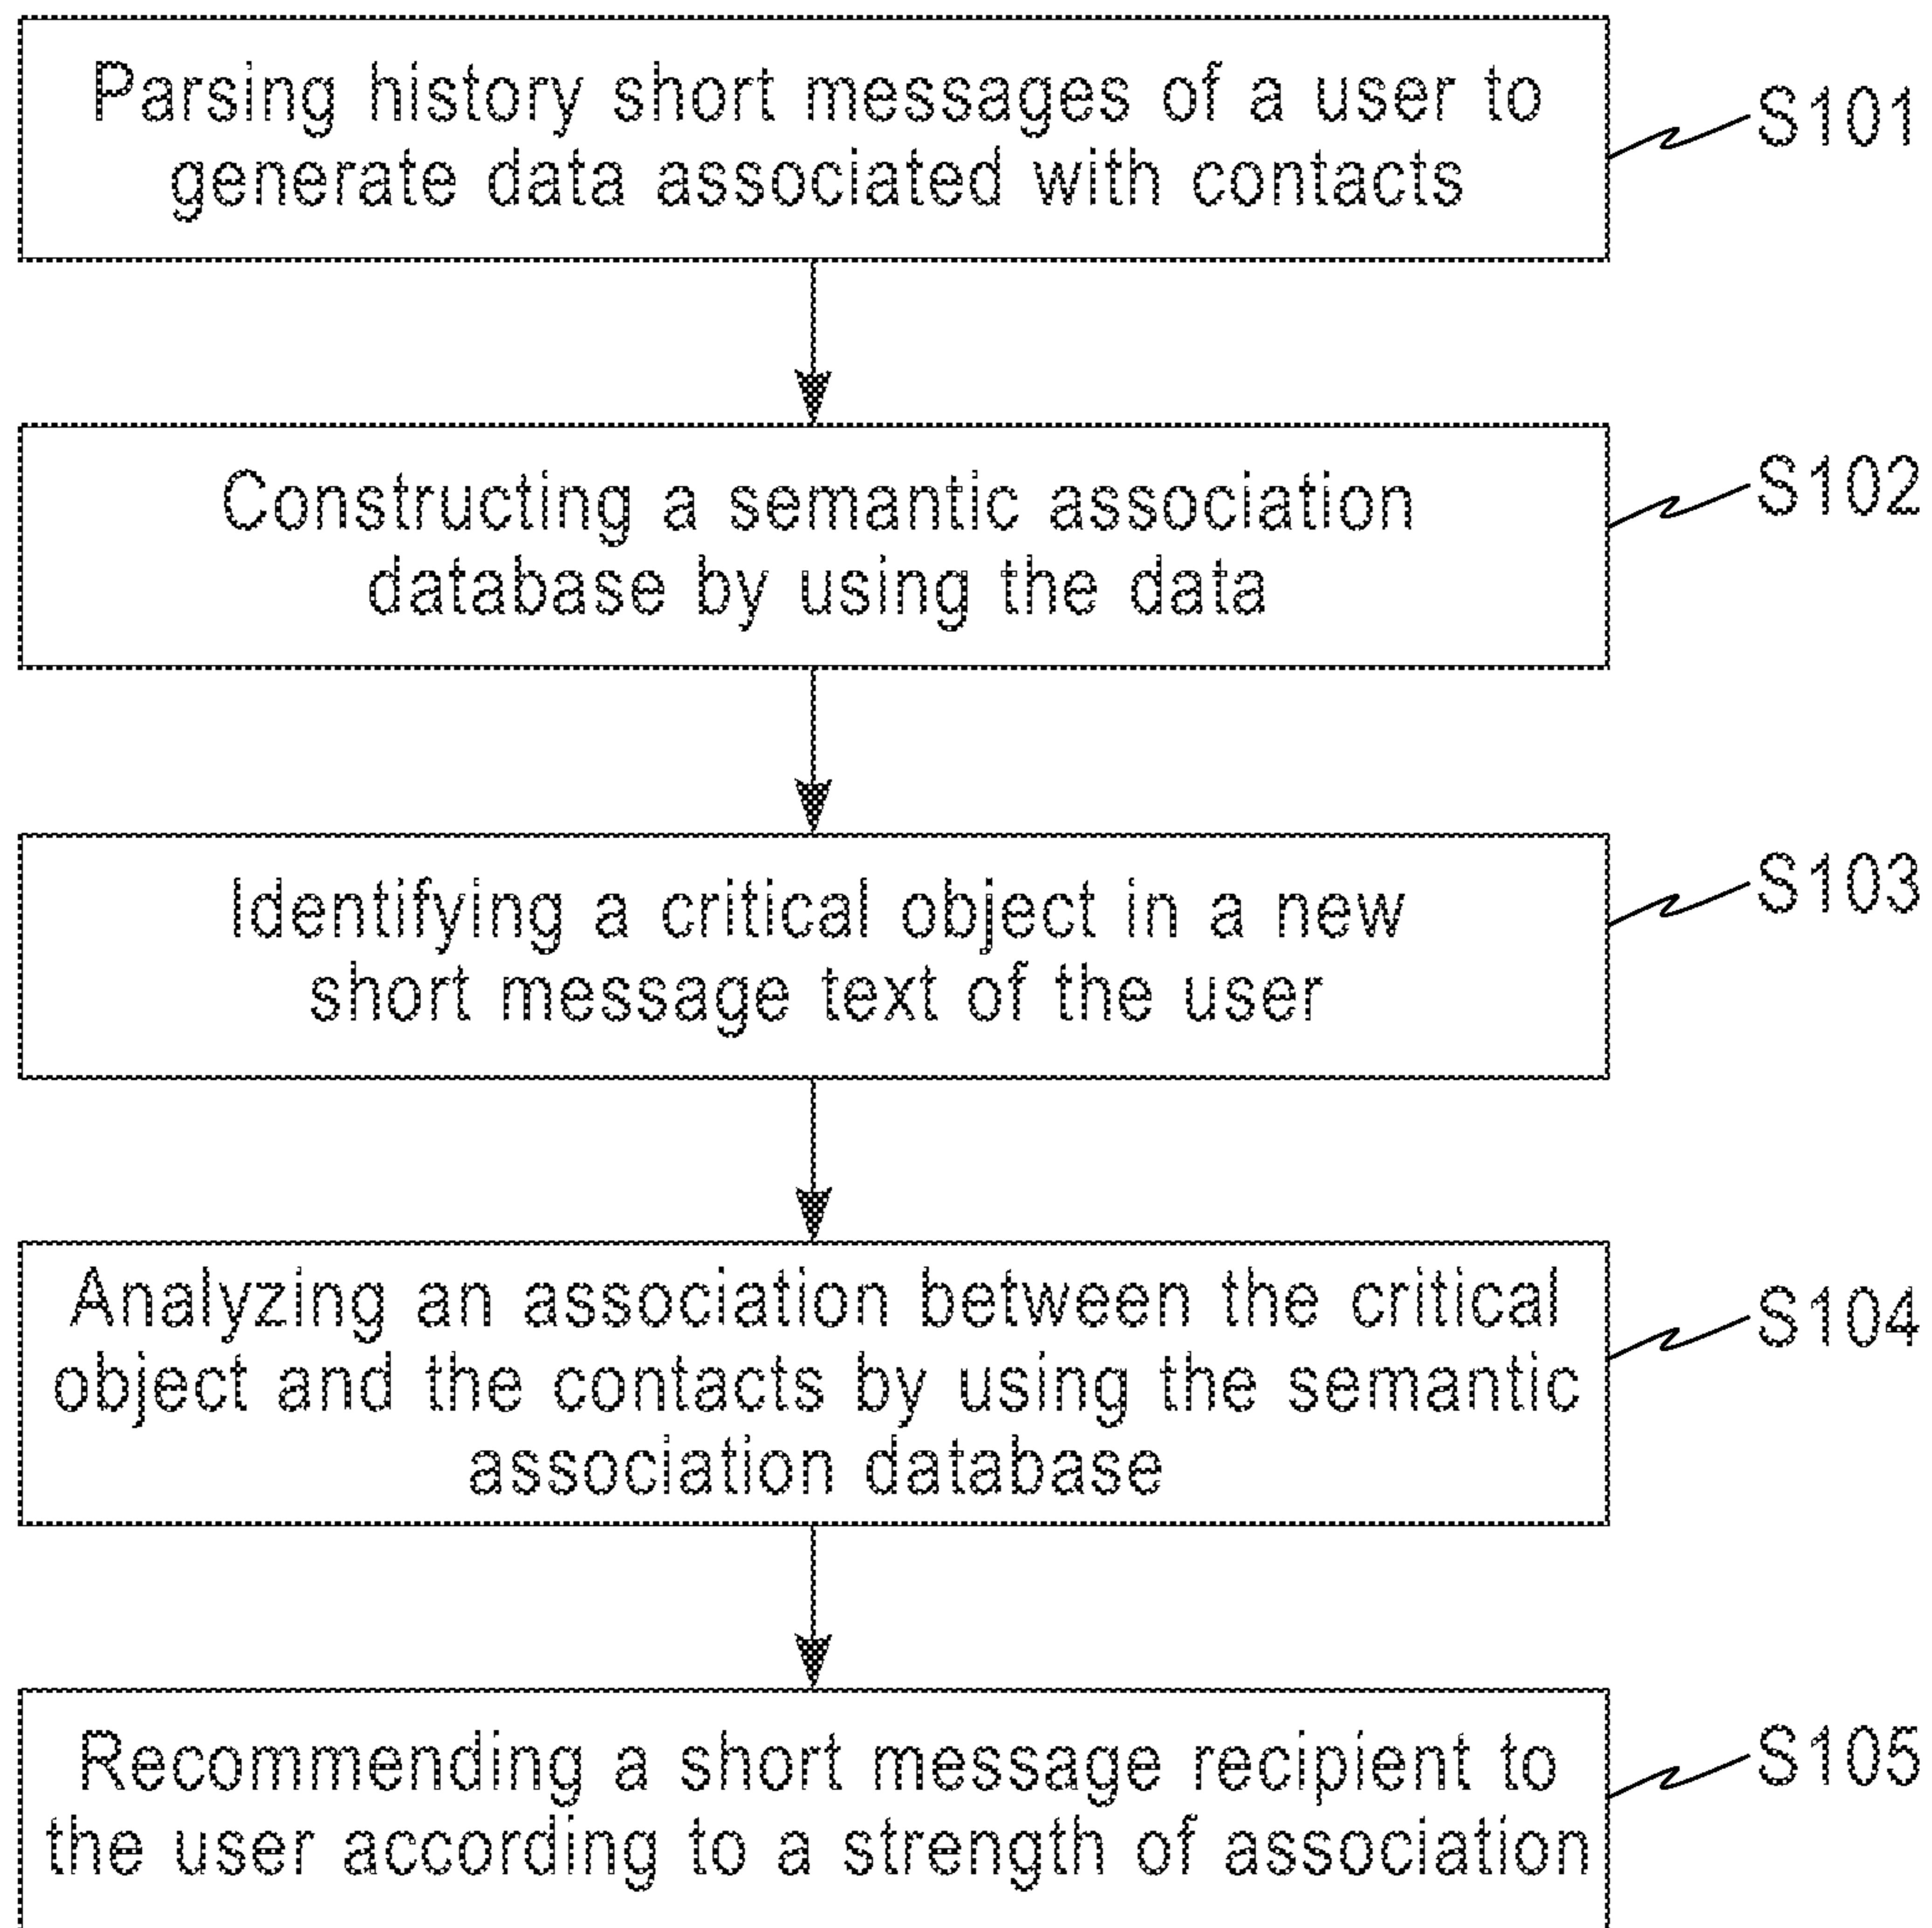 Parsing history short messages of a user to
generate data associated with contacts
S101
Constructing a semantic association
database by using the data
S102
Identifying a critical object in a new
short message text of the user
S103
Analyzing an association between the critical
object and the contacts by using the semantic
association database
S104
Recommending a short message recipient to
the user according to a strength of association
S105